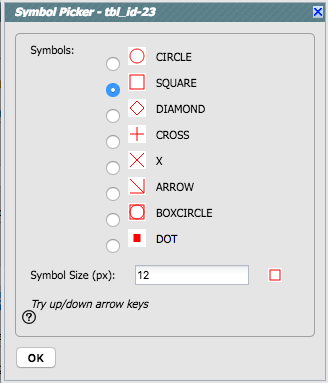 Symbol Picker - tbl_id-23
Symbols:
CIRCLE
SQUARE
DIAMOND
CROSS
X
ARROW
BOXCIRCLE
DOT
Symbol Size (px): 12
Try up/down arrow keys
?
OK